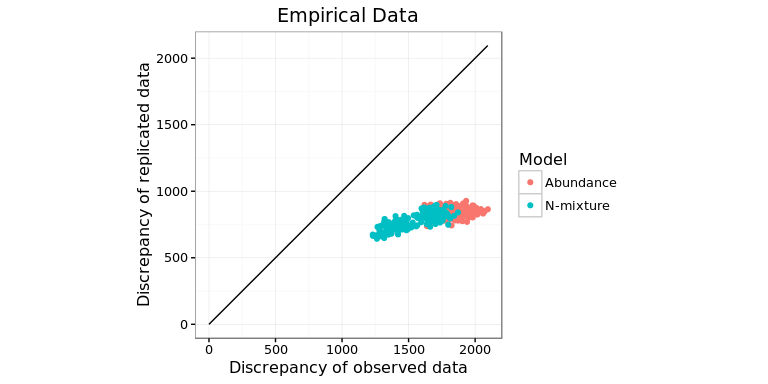 Empirical Data
Discrepancy of replicated data
2000
1500
1000
500
0
0 500 1000 1500 2000
Discrepancy of observed data
Model
Abundance
N-mixture